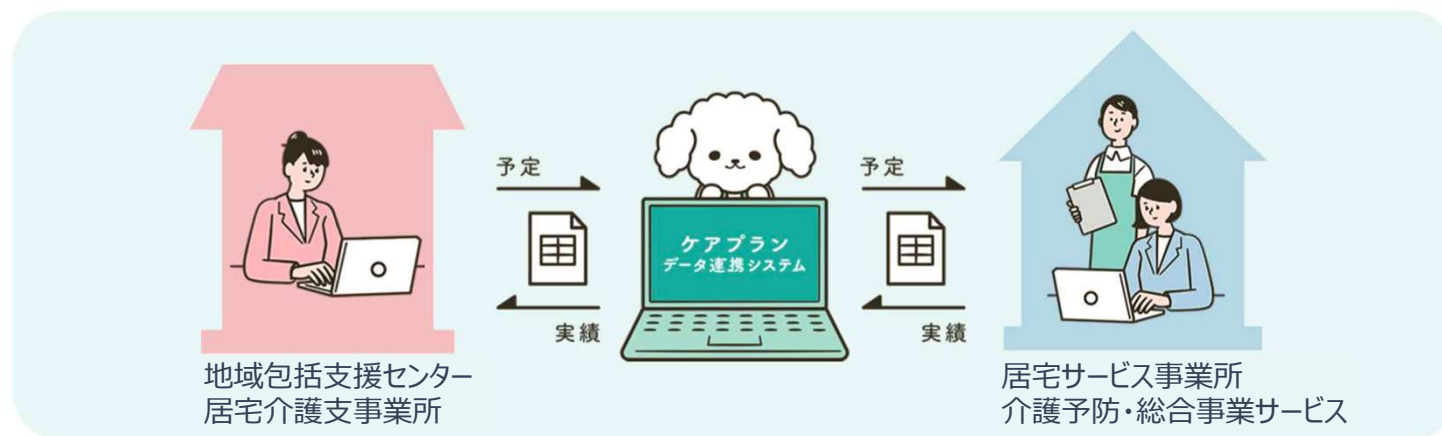 予定
実績
ケアプラン
データ連携システム
予定
実績
地域包括支援センター
居宅介護支事業所
居宅サービス事業所
介護予防・総合事業サービス